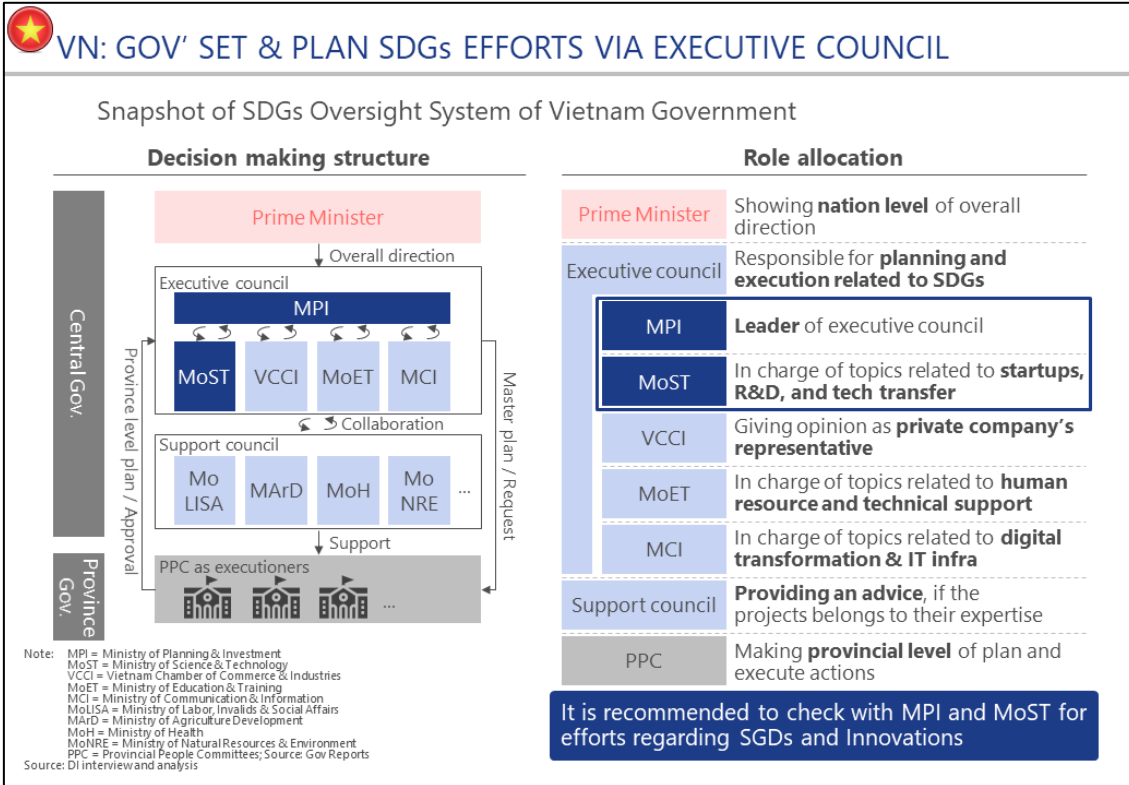 VN: GOV' SET & PLAN SDGs EFFORTS VIA EXECUTIVE COUNCIL
Snapshot of SDGs Oversight System of Vietnam Government
Decision making structure
Central Gov.
Province Gov.
Prime Minister
Overall direction
Executive council
MPI
MoST
VCCI
MoET
MCI
Collaboration
Support council
Mo
LISA
MArD
MoH
Mo
NRE
...
Support
PPC as executioners
...
Province level plan / Approval
Master plan / Request
Role allocation
Prime Minister
Showing nation level of overall
direction
Executive council
Responsible for planning and
execution related to SDGs
MPI
Leader of executive council
MoST
In charge of topics related to startups,
R&D, and tech transfer
VCCI
Giving opinion as private company's
representative
MoET
In charge of topics related to human
resource and technical support
MCI
In charge of topics related to digital
transformation & IT infra
Support council
Providing an advice, if the
projects belongs to their expertise
PPC
Making provincial level of plan and
execute actions
It is recommended to check with MPI and MoST for
efforts regarding SGDs and Innovations
Note: MPI = Ministry of Planning & Investment
MoST = Ministry of Science & Technology
VCCI = Vietnam Chamber of Commerce & Industries
MoET = Ministry of Education & Training
MCI = Ministry of Communication & Information
MoLISA = Ministry of Labor, Invalids & Social Affairs
MArD = Ministry of Agriculture Development
MoH = Ministry of Health
MoNRE = Ministry of Natural Resources & Environment
PPC = Provincial People Committees; Source: Gov Reports
Source: DI interview and analysis